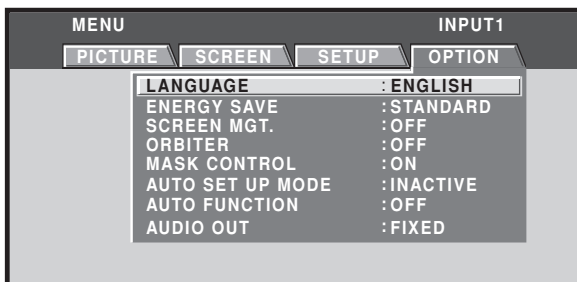 MENU INPUT1
PICTURE SCREEN SETUP OPTION
LANGUAGE :ENGLISH
ENERGY SAVE :STANDARD
SCREEN MGT. :OFF
ORBITER :OFF
MASK CONTROL :ON
AUTO SET UP MODE :INACTIVE
AUTO FUNCTION :OFF
AUDIO OUT :FIXED